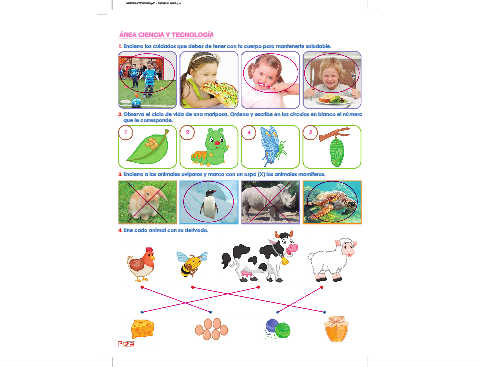 ÁREA CIENCIA Y TECNOLOGÍA
1. Encierra los cuidados que debes de tener con tu cuerpo para mantenerte saludable.
2. Observa el ciclo de vida de una mariposa. Ordena y escribe en los círculos en blanco el número
que le corresponde.
1 2 4 3
3. Encierra a los animales ovíparos y marca con un aspa (X) los animales mamíferos.
4. Une cada animal con su derivado.